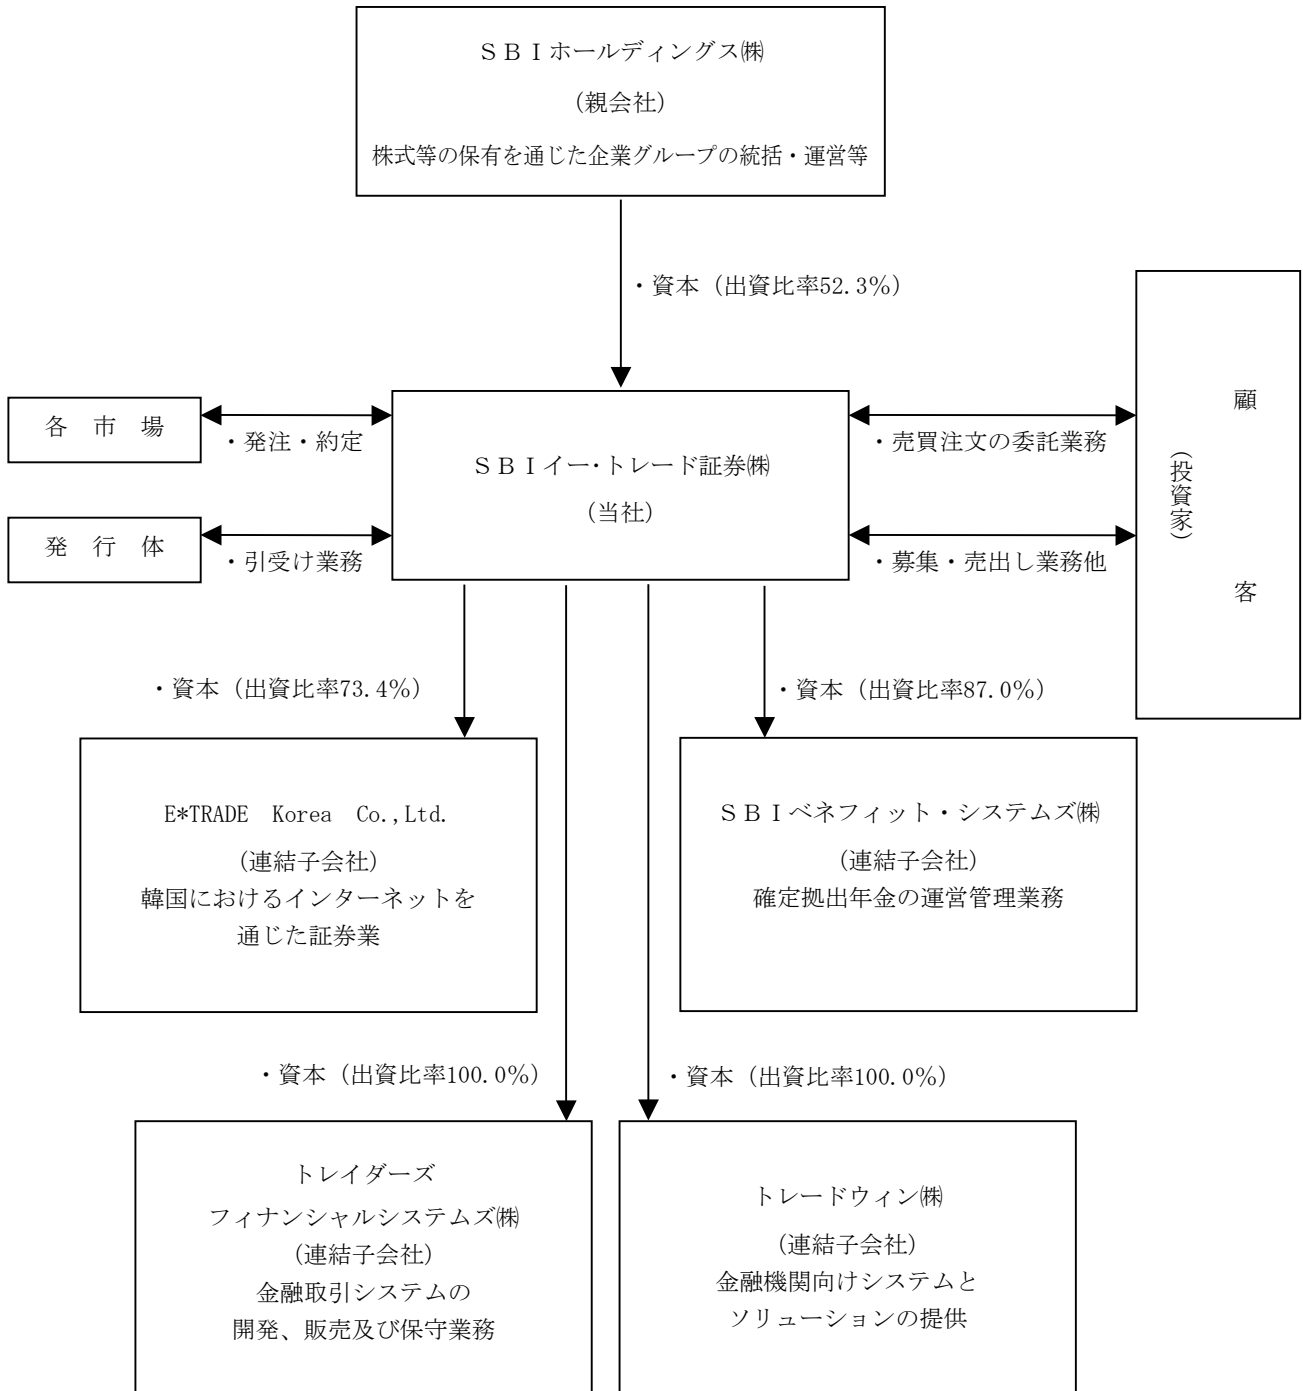 ＳＢＩホールディングス㈱
（親会社）
株式等の保有を通じた企業グループの統括・運営等
・資本（出資比率52.3％）
各　市　場
・発注・約定
発　行　体
・引受け業務
ＳＢＩイー・トレード証券㈱
（当社）
・売買注文の委託業務
・募集・売出し業務他
顧　客
（投資家）
・資本（出資比率73.4％）
・資本（出資比率87.0％）
E*TRADE Korea Co.,Ltd.
（連結子会社）
韓国におけるインターネットを
通じた証券業
ＳＢＩベネフィット・システムズ㈱
（連結子会社）
確定拠出年金の運営管理業務
・資本（出資比率100.0％）
・資本（出資比率100.0％）
トレイダーズ
フィナンシャルシステムズ㈱
（連結子会社）
金融取引システムの
開発、販売及び保守業務
トレードウィン㈱
（連結子会社）
金融機関向けシステムと
ソリューションの提供